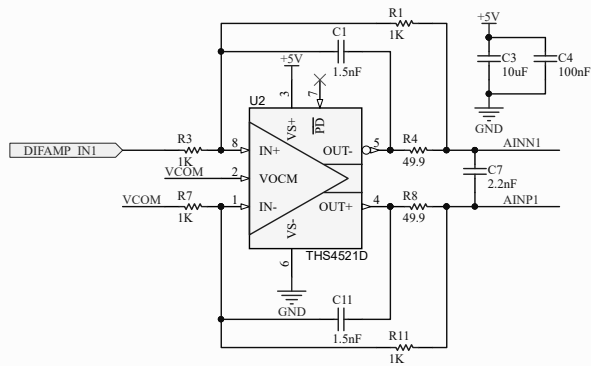 R1
1K
C1
1.5nF
+5V
+5V
C3
10uF
C4
100nF
GND
U2
3
7
VS+
PD
DIFAMP_IN1
R3
1K
8
IN+
OUT-
5
R4
49.9
AINN1
VCOM
2
VOCM
C7
2.2nF
VCOM
R7
1K
1
IN-
OUT+
4
R8
49.9
AINP1
VS-
6
THS4521D
GND
C11
1.5nF
R11
1K